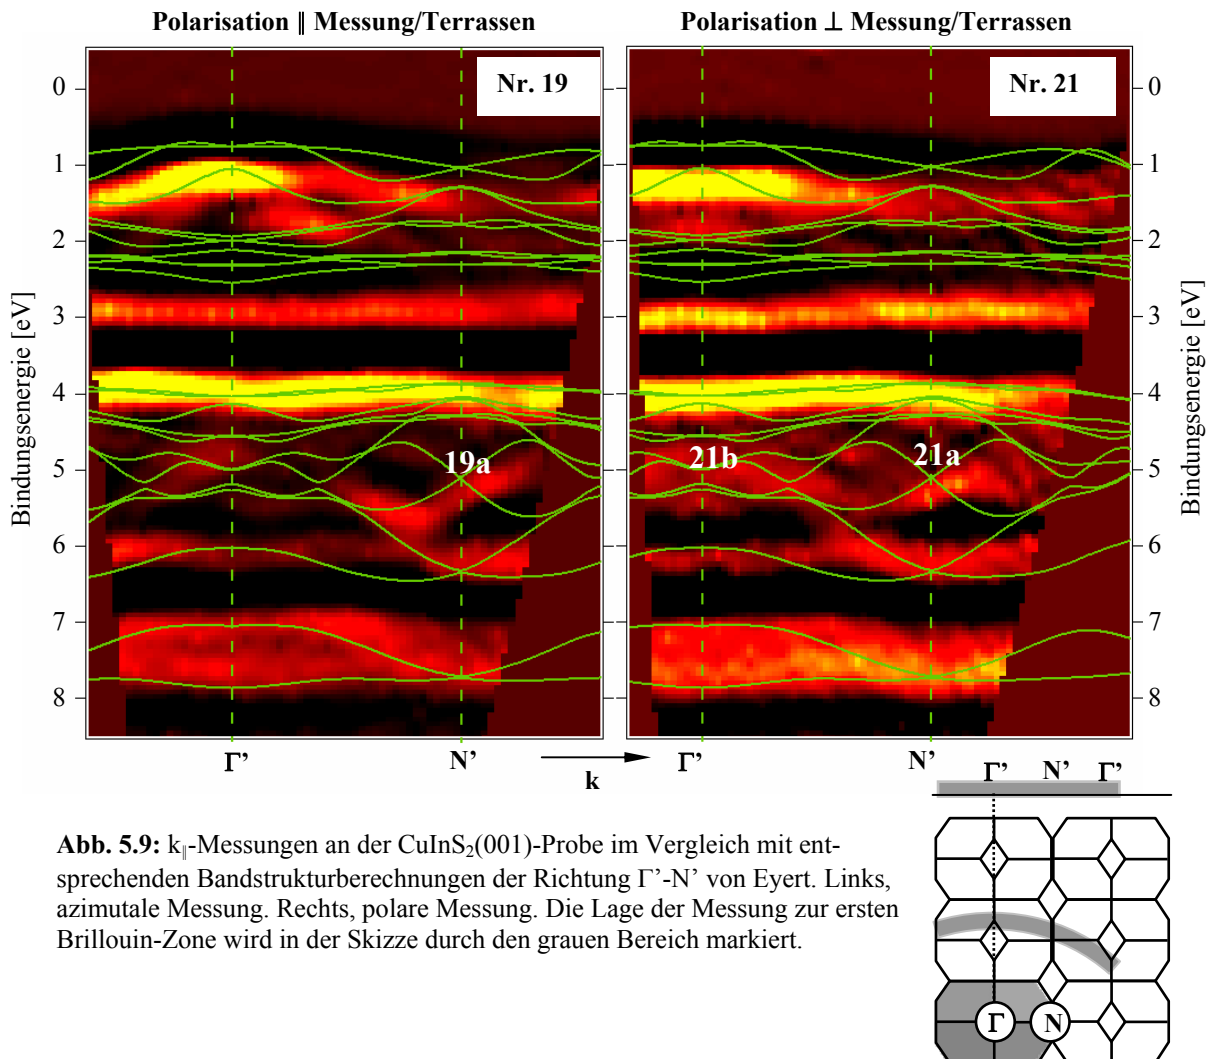 Polarisation ∥ Messung/Terrassen
Polarisation ⊥ Messung/Terrassen
Nr. 19
Nr. 21
0
1
2
3
4
5
6
7
8
Bindungsenergie [eV]
19a
21b
21a
0
1
2
3
4
5
6
7
8
Bindungsenergie [eV]
Γ’
N’
k
Γ’
N’
Γ’ N’ Γ’
Abb. 5.9: k∥-Messungen an der CuInS₂(001)-Probe im Vergleich mit ent-
sprechenden Bandstrukturberechnungen der Richtung Γ’-N’ von Eyert. Links,
azimutale Messung. Rechts, polare Messung. Die Lage der Messung zur ersten
Brillouin-Zone wird in der Skizze durch den grauen Bereich markiert.
Γ N